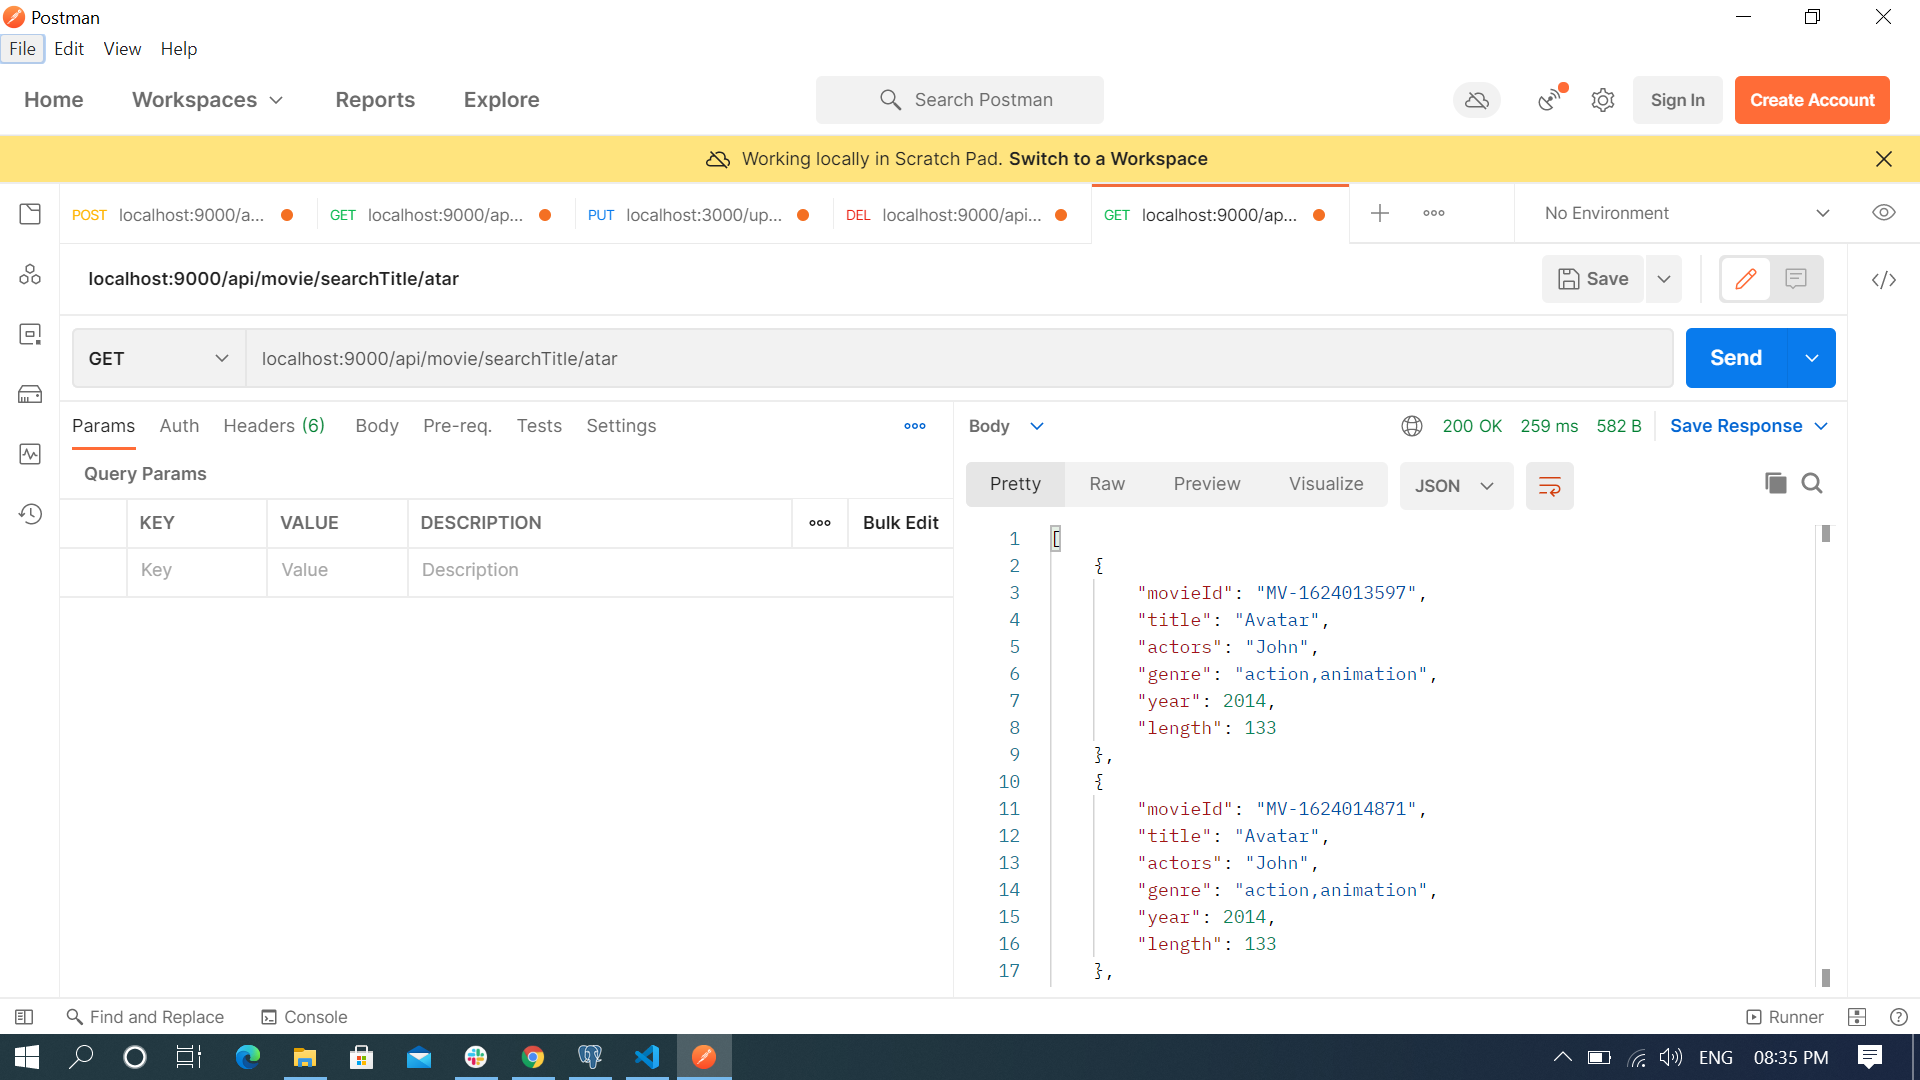 Postman
File Edit View Help
Home Workspaces Reports Explore Search Postman Sign In Create Account
Working locally in Scratch Pad. Switch to a Workspace
POST localhost:9000/a... GET localhost:9000/ap... PUT localhost:3000/up... DEL localhost:9000/api... GET localhost:9000/ap... No Environment
localhost:9000/api/movie/searchTitle/atar Save
GET localhost:9000/api/movie/searchTitle/atar Send
Params Auth Headers (6) Body Pre-req. Tests Settings
Body 200 OK 259 ms 582 B Save Response
Query Params
Pretty Raw Preview Visualize JSON
KEY VALUE DESCRIPTION Bulk Edit
Key Value Description
1 [
2 {
3 "movieId": "MV-1624013597",
4 "title": "Avatar",
5 "actors": "John",
6 "genre": "action,animation",
7 "year": 2014,
8 "length": 133
9 },
10 {
11 "movieId": "MV-1624014871",
12 "title": "Avatar",
13 "actors": "John",
14 "genre": "action,animation",
15 "year": 2014,
16 "length": 133
17 },
Find and Replace Console Runner
ENG 08:35 PM